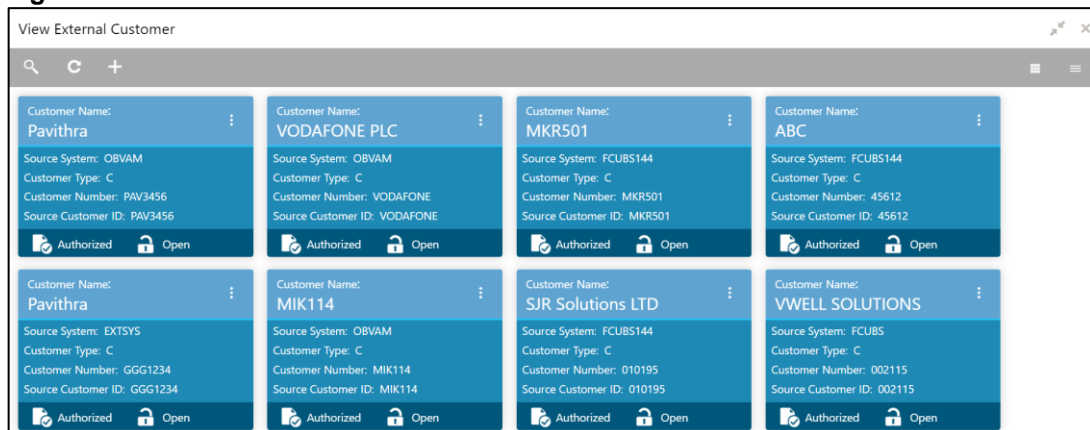 View External Customer
Customer Name:
Pavithra
Source System: OBVAM
Customer Type: C
Customer Number: PAV3456
Source Customer ID: PAV3456
Authorized Open
Customer Name:
VODAFONE PLC
Source System: OBVAM
Customer Type: C
Customer Number: VODAFONE
Source Customer ID: VODAFONE
Authorized Open
Customer Name:
MKR501
Source System: FCUBS144
Customer Type: C
Customer Number: MKR501
Source Customer ID: MKR501
Authorized Open
Customer Name:
ABC
Source System: FCUBS144
Customer Type: C
Customer Number: 45612
Source Customer ID: 45612
Authorized Open
Customer Name:
Pavithra
Source System: EXTSYS
Customer Type: C
Customer Number: GGG1234
Source Customer ID: GGG1234
Authorized Open
Customer Name:
MIK114
Source System: OBVAM
Customer Type: C
Customer Number: MIK114
Source Customer ID: MIK114
Authorized Open
Customer Name:
SJR Solutions LTD
Source System: FCUBS144
Customer Type: C
Customer Number: 010195
Source Customer ID: 010195
Authorized Open
Customer Name:
VWELL SOLUTIONS
Source System: FCUBS
Customer Type: C
Customer Number: 002115
Source Customer ID: 002115
Authorized Open